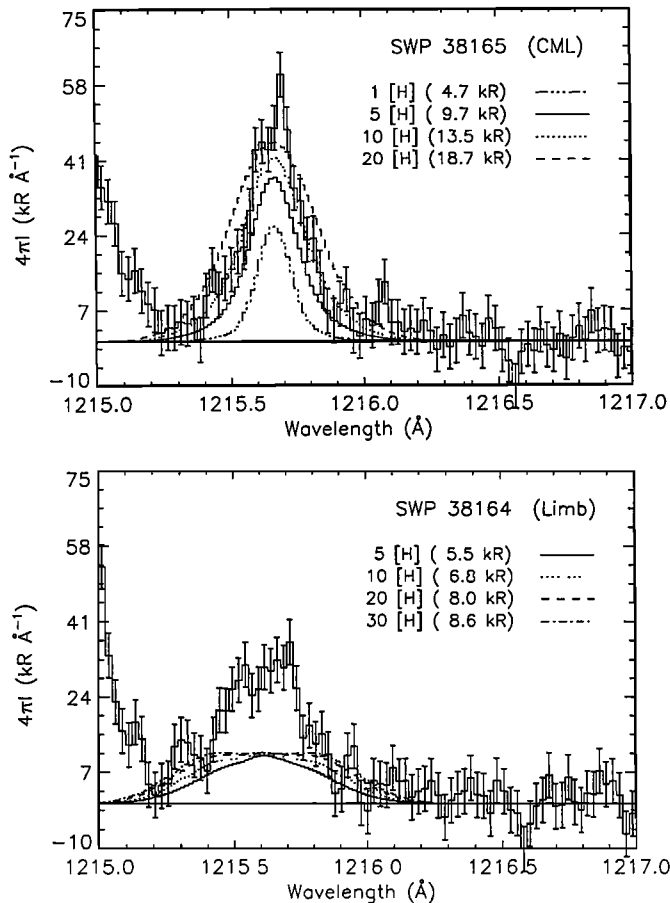 75
58
41
24
7
−10
4πI (kR Å⁻¹)
SWP 38165 (CML)
1 [H] ( 4.7 kR)
5 [H] ( 9.7 kR)
10 [H] (13.5 kR)
20 [H] (18.7 kR)
1215.0 1215.5 1216.0 1216.5 1217.0
Wavelength (Å)
75
58
41
24
7
−10
4πI (kR Å⁻¹)
SWP 38164 (Limb)
5 [H] ( 5.5 kR)
10 [H] ( 6.8 kR)
20 [H] ( 8.0 kR)
30 [H] ( 8.6 kR)
1215.0 1215.5 1216.0 1216.5 1217.0
Wavelength (Å)